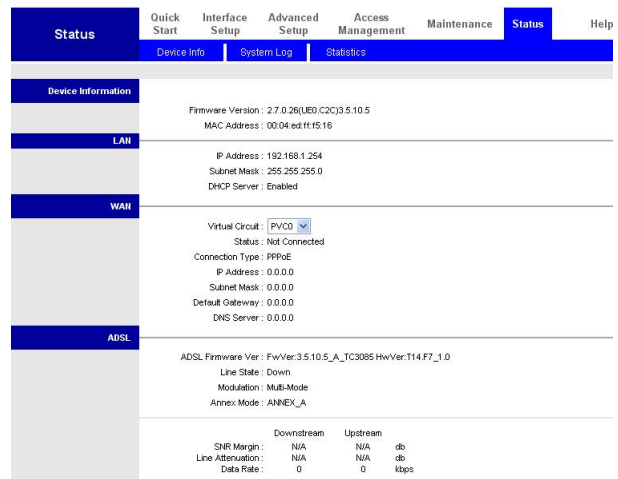 Status
Quick Start
Interface Setup
Advanced Setup
Access Management
Maintenance
Status
Help
Device Info
System Log
Statistics
Device Information
Firmware Version : 2.7.0.26(UE0.C2C)3.5.10.5
MAC Address : 00:04:ed:ff:f5:16
LAN
IP Address : 192.168.1.254
Subnet Mask : 255.255.255.0
DHCP Server : Enabled
WAN
Virtual Circuit : PVC0
Status : Not Connected
Connection Type : PPPoE
IP Address : 0.0.0.0
Subnet Mask : 0.0.0.0
Default Gateway : 0.0.0.0
DNS Server : 0.0.0.0
ADSL
ADSL Firmware Ver : FwVer:3.5.10.5_A_TC3085 HwVer:T14.F7_1.0
Line State : Down
Modulation : Multi-Mode
Annex Mode : ANNEX_A
Downstream Upstream
SNR Margin : N/A N/A db
Line Attenuation : N/A N/A db
Data Rate : 0 0 kbps